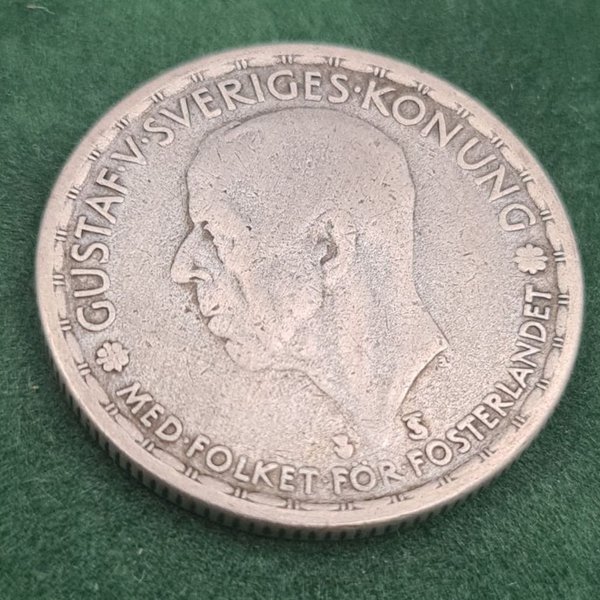 GUSTAF V · SVERIGES · KONUNG
MED · FOLKET · FÖR · FOSTERLANDET